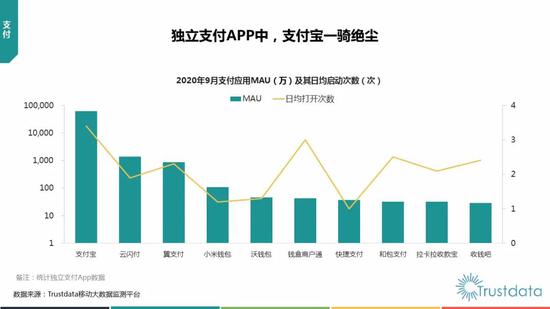 支付
独立支付APP中，支付宝一骑绝尘
2020年9月支付应用MAU（万）及其日均启动次数（次）
MAU 日均打开次数
100,000
10,000
1,000
100
10
1
4
3
2
1
0
支付宝 云闪付 翼支付 小米钱包 沃钱包 钱盒商户通 快捷支付 和包支付 拉卡拉收款宝 收钱吧
备注：统计独立支付App数据
数据来源：Trustdata移动大数据监测平台
Trustdata